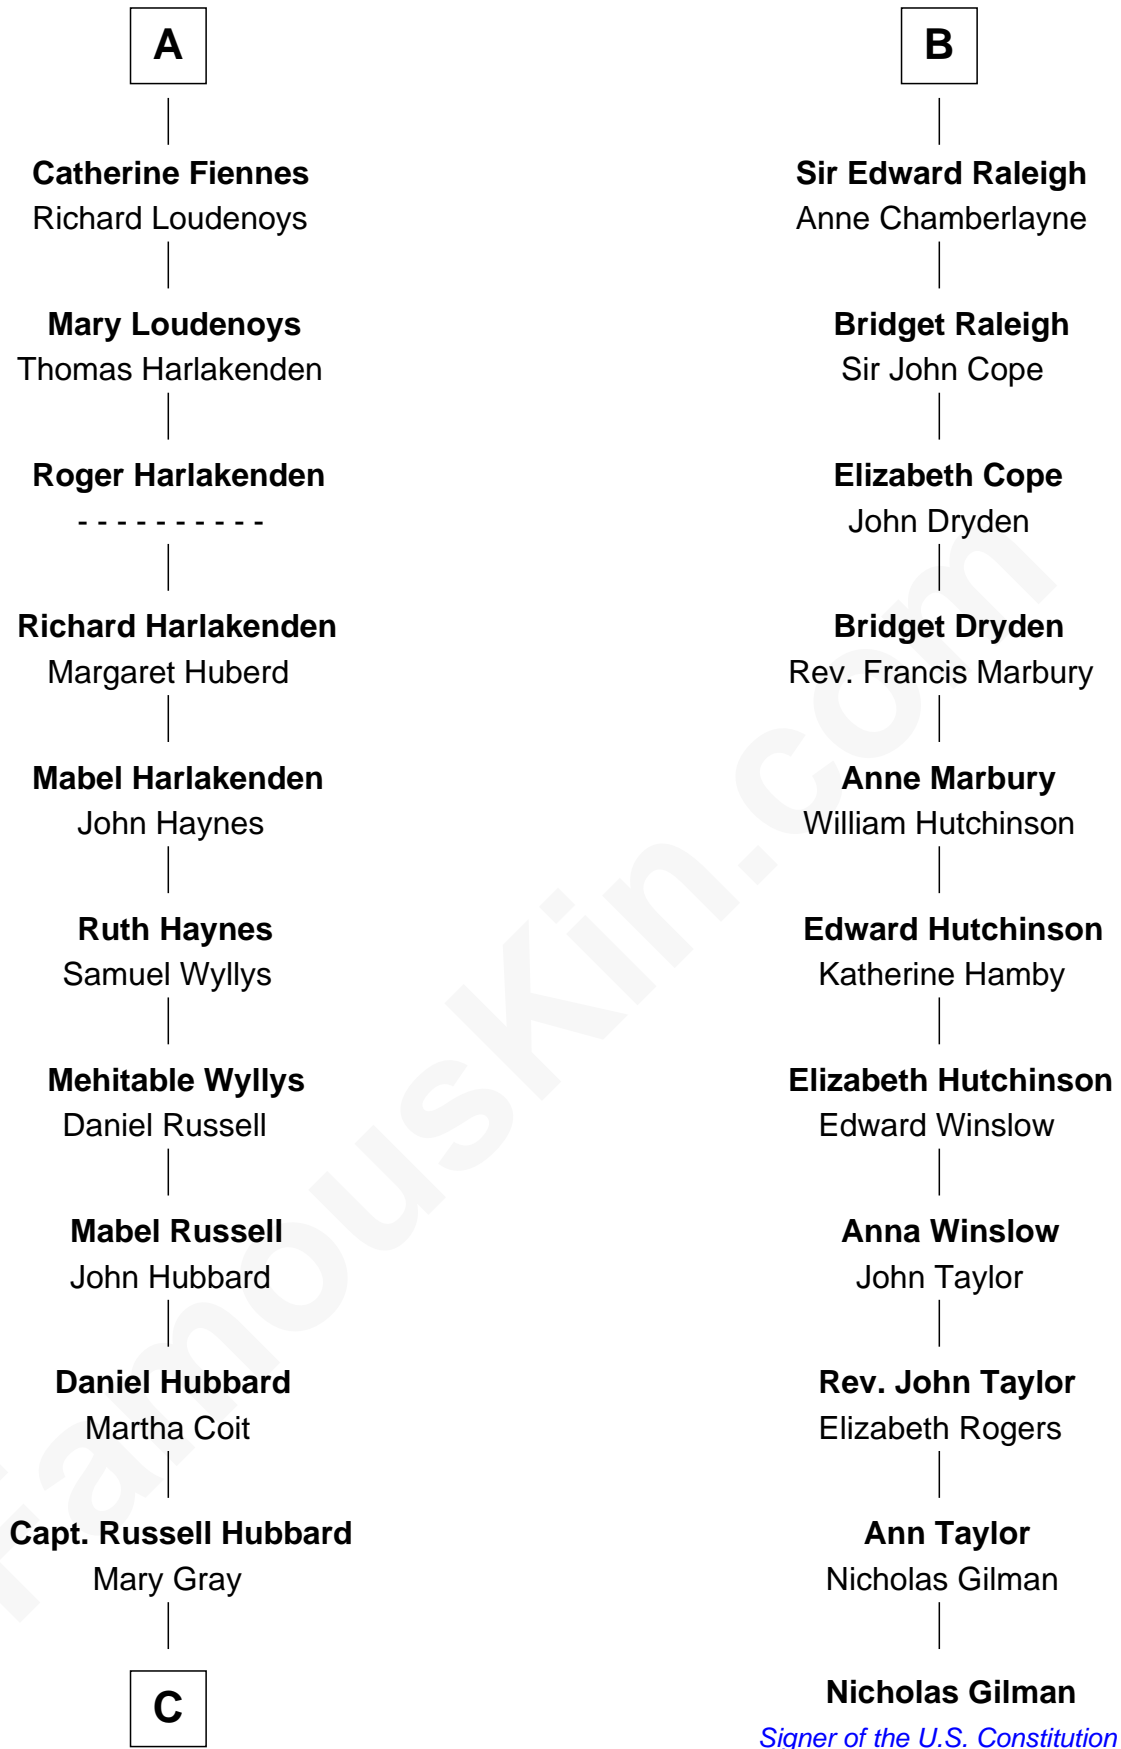 A
Catherine Fiennes
Richard Loudenoys
Mary Loudenoys
Thomas Harlakenden
Roger Harlakenden
- - - - - - - - - -
Richard Harlakenden
Margaret Huberd
Mabel Harlakenden
John Haynes
Ruth Haynes
Samuel Wyllys
Mehitable Wyllys
Daniel Russell
Mabel Russell
John Hubbard
Daniel Hubbard
Martha Coit
Capt. Russell Hubbard
Mary Gray
C
B
Sir Edward Raleigh
Anne Chamberlayne
Bridget Raleigh
Sir John Cope
Elizabeth Cope
John Dryden
Bridget Dryden
Rev. Francis Marbury
Anne Marbury
William Hutchinson
Edward Hutchinson
Katherine Hamby
Elizabeth Hutchinson
Edward Winslow
Anna Winslow
John Taylor
Rev. John Taylor
Elizabeth Rogers
Ann Taylor
Nicholas Gilman
Nicholas Gilman
Signer of the U.S. Constitution
FamousKin.com